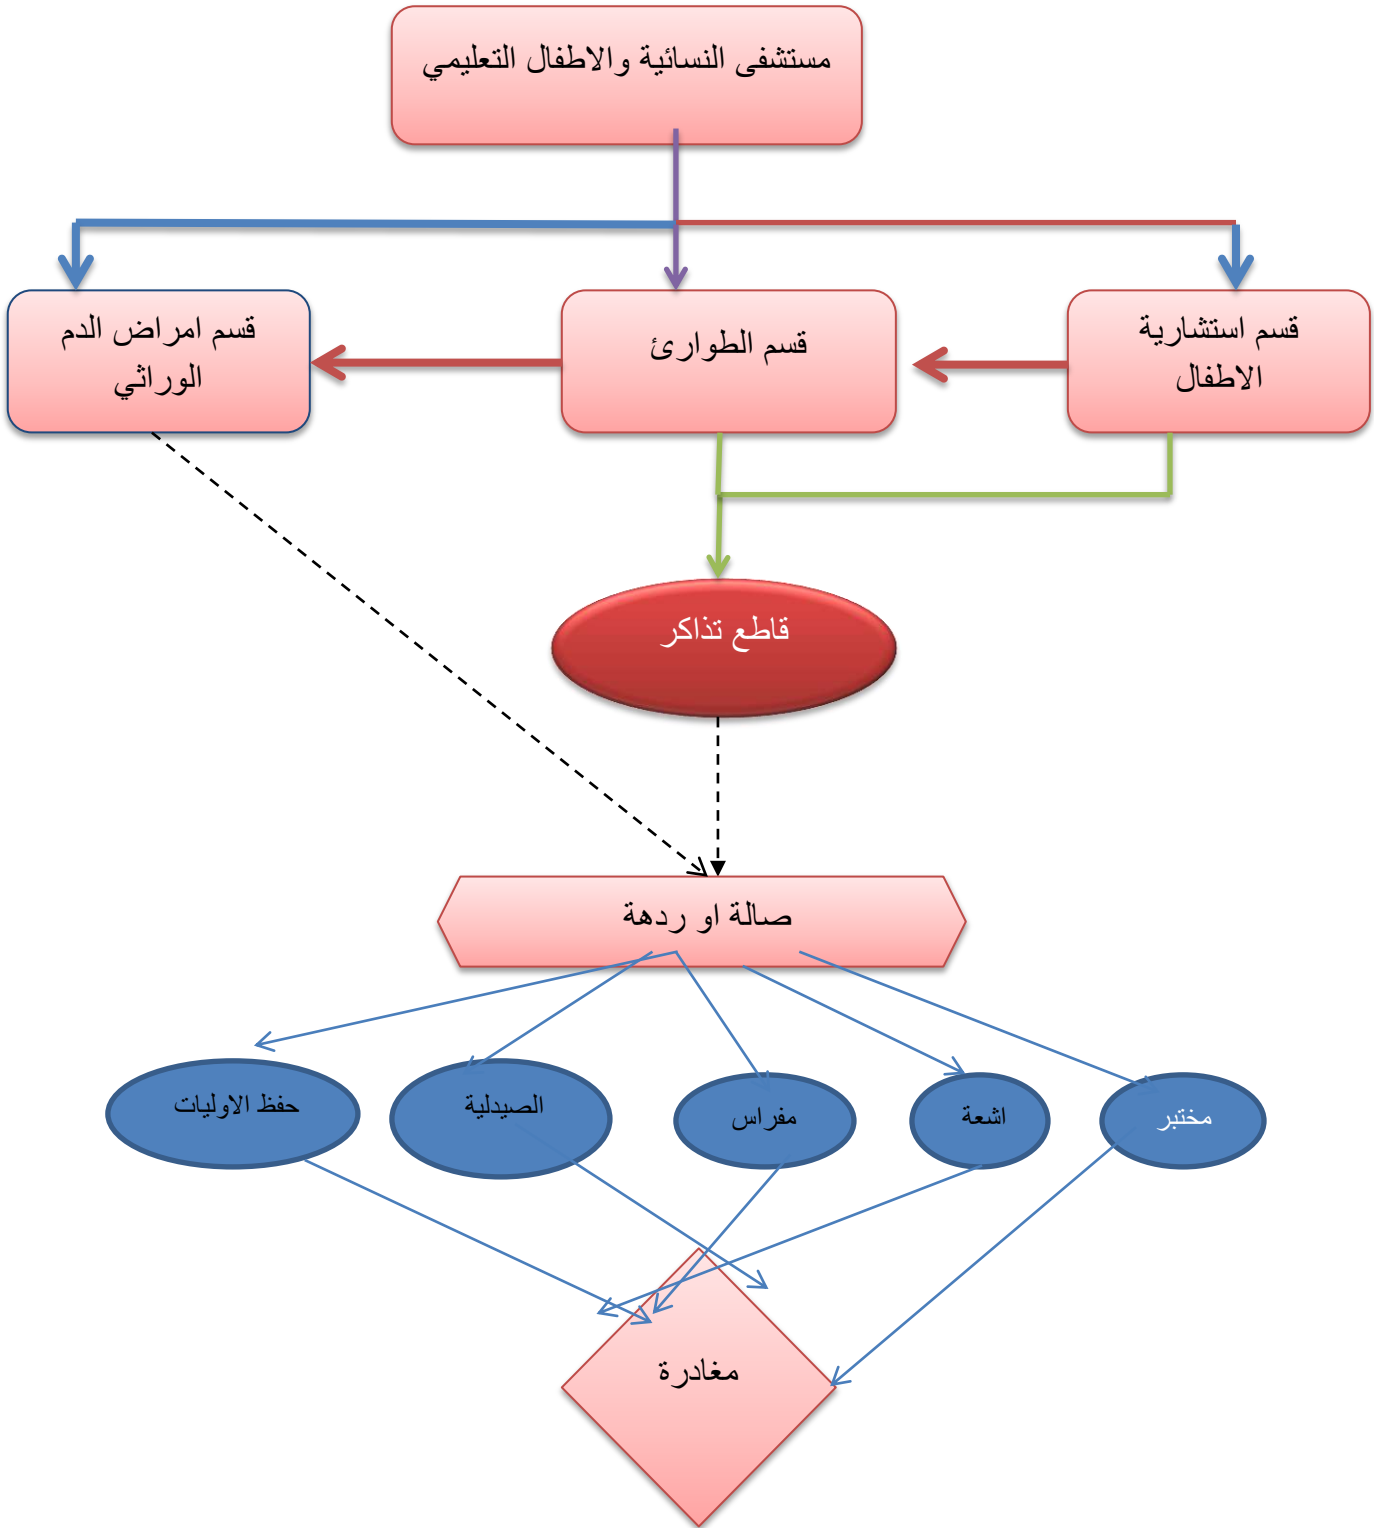 مستشفى النسائية والاطفال التعليمي
قسم استشارية
الاطفال
قسم الطوارئ
قسم امراض الدم
الوراثي
قاطع تذاكر
صالة او ردهة
مختبر
اشعة
مفراس
الصيدلية
حفظ الاوليات
مغادرة